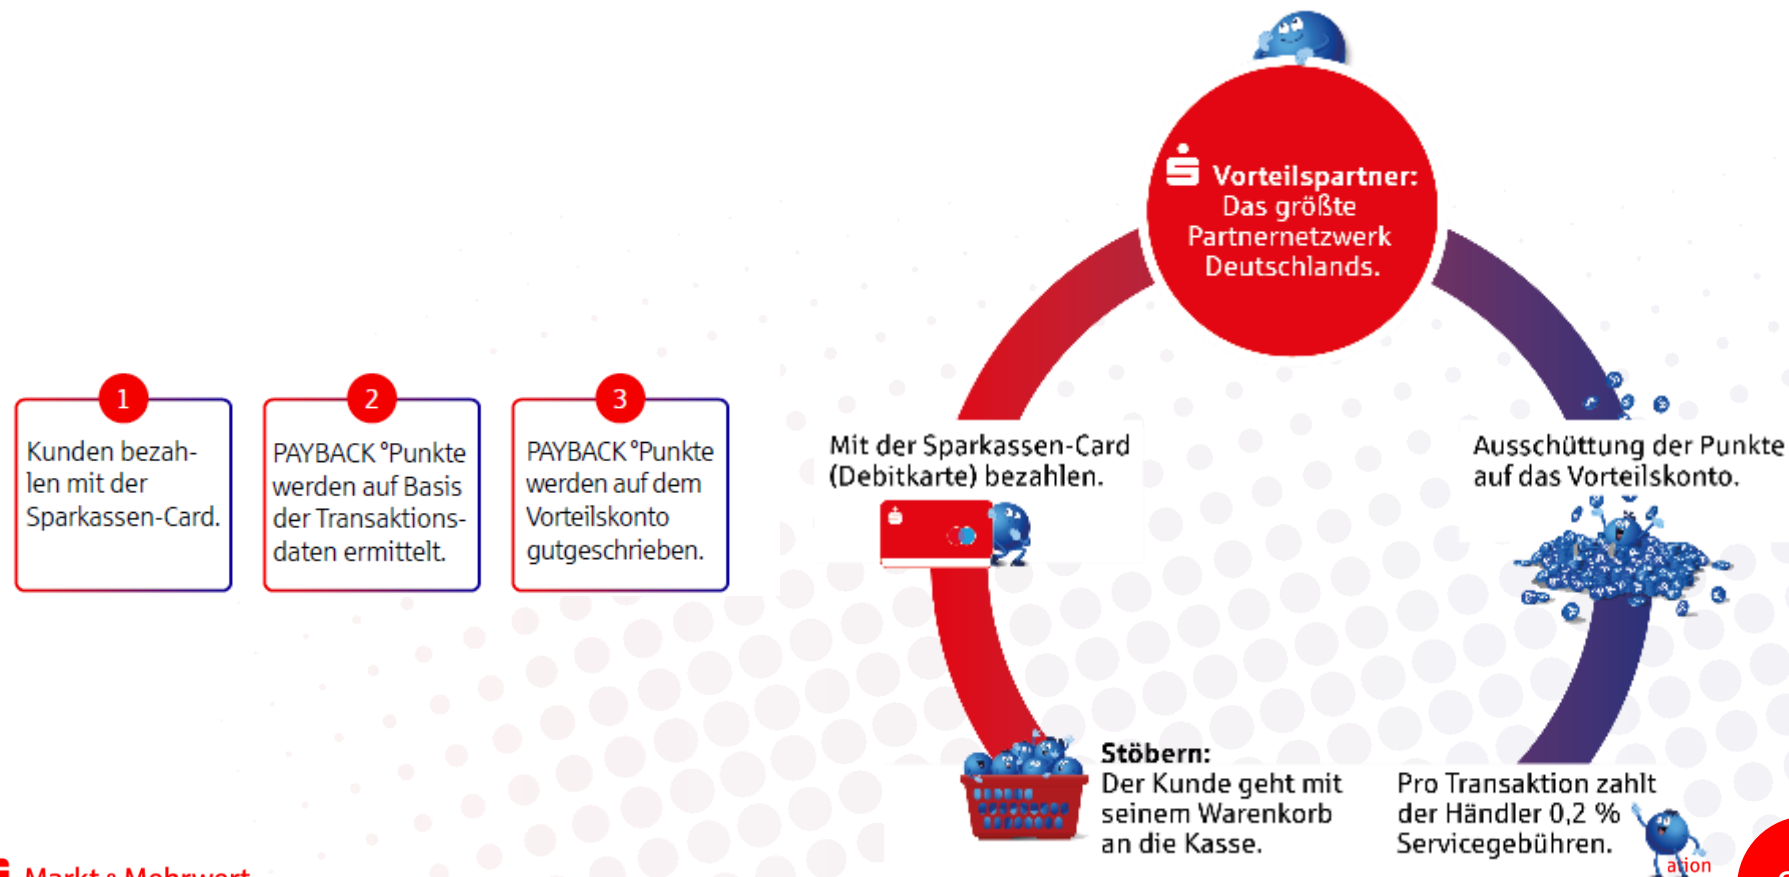 1
Kunden bezah-
len mit der
Sparkassen-Card.
2
PAYBACK °Punkte
werden auf Basis
der Transaktions-
daten ermittelt.
3
PAYBACK °Punkte
werden auf dem
Vorteilskonto
gutgeschrieben.
Vorteilspartner:
Das größte
Partnernetzwerk
Deutschlands.
Mit der Sparkassen-Card
(Debitkarte) bezahlen.
Ausschüttung der Punkte
auf das Vorteilskonto.
Stöbern:
Der Kunde geht mit
seinem Warenkorb
an die Kasse.
Pro Transaktion zahlt
der Händler 0,2 %
Servicegebühren.
Markt & Mehrwert
ation